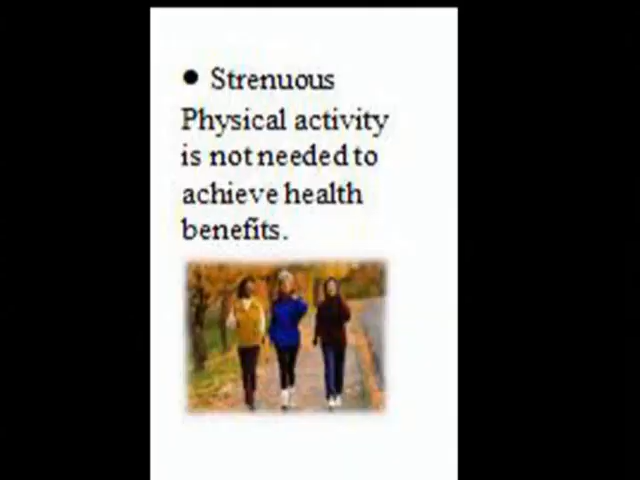 ● Strenuous
Physical activity
is not needed to
achieve health
benefits.